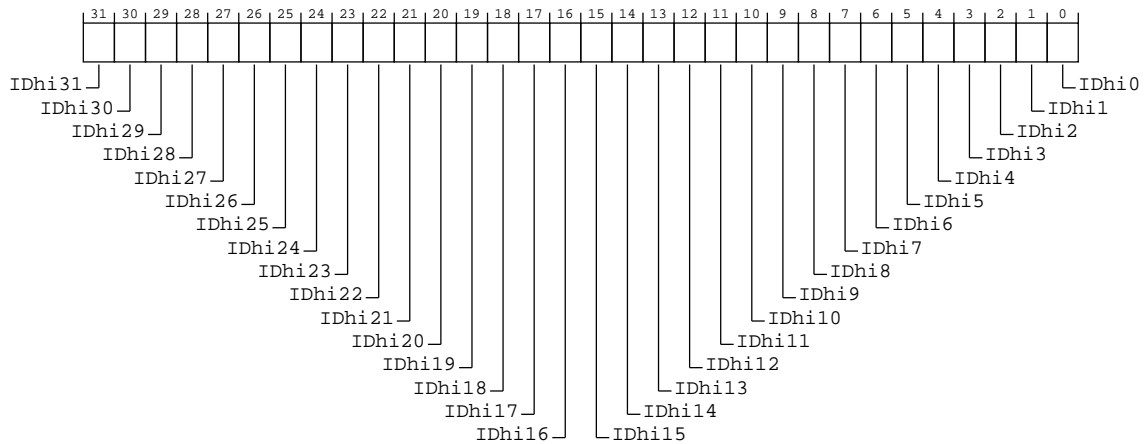 31 30 29 28 27 26 25 24 23 22 21 20 19 18 17 16 15 14 13 12 11 10 9 8 7 6 5 4 3 2 1 0
IDhi31 IDhi0
IDhi30 IDhi1
IDhi29 IDhi2
IDhi28 IDhi3
IDhi27 IDhi4
IDhi26 IDhi5
IDhi25 IDhi6
IDhi24 IDhi7
IDhi23 IDhi8
IDhi22 IDhi9
IDhi21 IDhi10
IDhi20 IDhi11
IDhi19 IDhi12
IDhi18 IDhi13
IDhi17 IDhi14
IDhi16 IDhi15